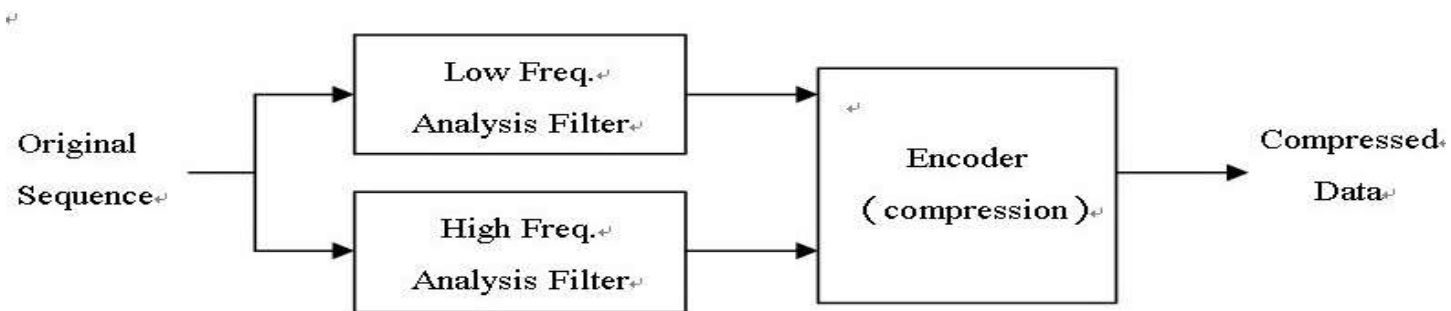 Original
Sequence
Low Freq.
Analysis Filter
High Freq.
Analysis Filter
Encoder
(compression)
Compressed
Data